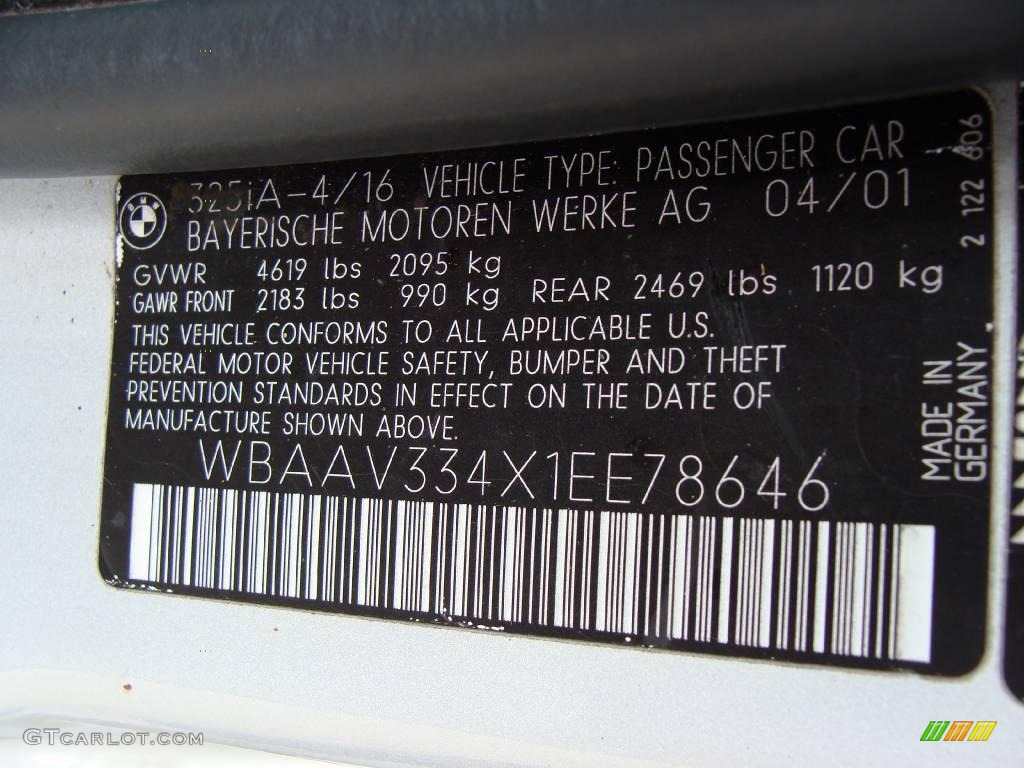 325iA-4/16 VEHICLE TYPE: PASSENGER CAR
BAYERISCHE MOTOREN WERKE AG 04/01
GVWR 4619 lbs 2095 kg
GAWR FRONT 2183 lbs 990 kg REAR 2469 lbs 1120 kg
THIS VEHICLE CONFORMS TO ALL APPLICABLE U.S.
FEDERAL MOTOR VEHICLE SAFETY, BUMPER AND THEFT
PREVENTION STANDARDS IN EFFECT ON THE DATE OF
MANUFACTURE SHOWN ABOVE.
WBAAV334X1EE78646
2 122 606
MADE IN
GERMANY
BMW
GTCARLOT.COM